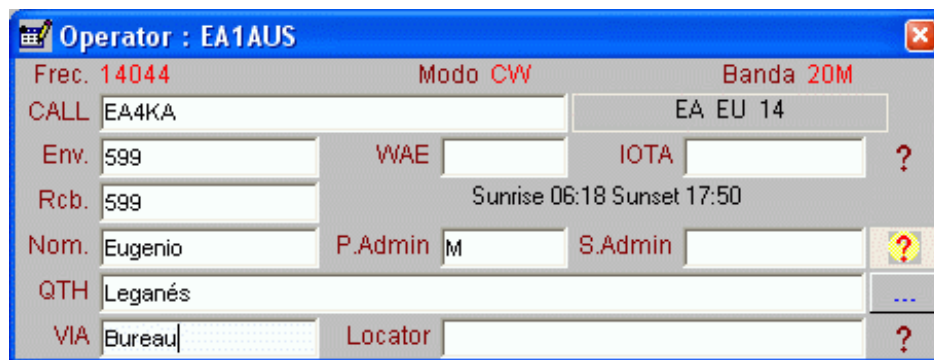 Operator : EA1AUS
Frec. 14044 Modo CW Banda 20M
CALL EA4KA EA EU 14
Env. 599 WAE IOTA ?
Rcb. 599 Sunrise 06:18 Sunset 17:50
Nom. Eugenio P.Admin M S.Admin ?
QTH Leganés ...
VIA Bureau Locator ?